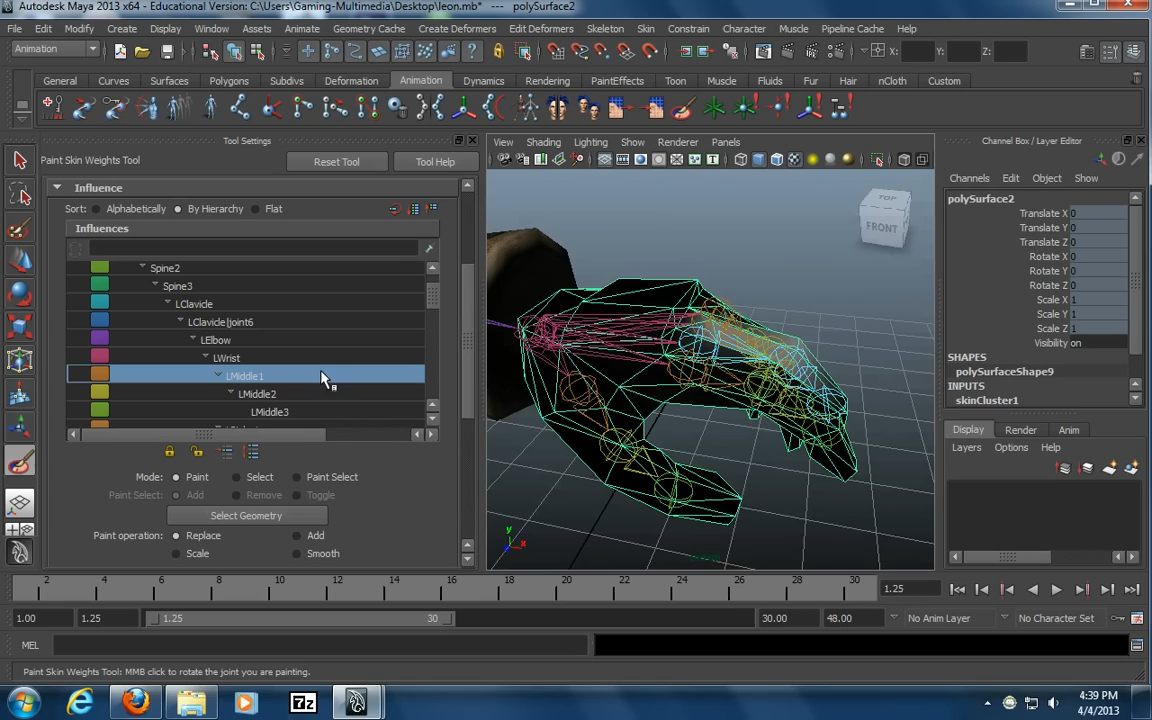 Autodesk Maya 2013 x64 - Educational Version: C:\Users\Gaming-Multimedia\Desktop\leon.mb* --- polySurface2
File Edit Modify Create Display Window Assets Animate Geometry Cache Create Deformers Edit Deformers Skeleton Skin Constrain Character Muscle Pipeline Cache Help
Animation X: Y: Z:
General Curves Surfaces Polygons Subdivs Deformation Animation Dynamics Rendering PaintEffects Toon Muscle Fluids Fur Hair nCloth Custom
Tool Settings
Paint Skin Weights Tool Reset Tool Tool Help
Influence
Sort: Alphabetically By Hierarchy Flat
Influences
Spine2
Spine3
LClavicle
LClavicle|joint6
LElbow
LWrist
LMiddle1
LMiddle2
LMiddle3
Mode: Paint Select Paint Select
Paint Select: Add Remove Toggle
Select Geometry
Paint operation: Replace Add
Scale Smooth
View Shading Lighting Show Renderer Panels
TOP
FRONT
y
x
Channel Box / Layer Editor
Channels Edit Object Show
polySurface2
Translate X 0
Translate Y 0
Translate Z 0
Rotate X 0
Rotate Y 0
Rotate Z 0
Scale X 1
Scale Y 1
Scale Z 1
Visibility on
SHAPES
polySurfaceShape9
INPUTS
skinCluster1
Display Render Anim
Layers Options Help
2 4 6 8 10 12 14 16 18 20 22 24 26 28 30 1.25
1.00 1.25 1.25 30 30.00 48.00 No Anim Layer No Character Set
MEL
Paint Skin Weights Tool: MMB click to rotate the joint you are painting.
4:39 PM
4/4/2013